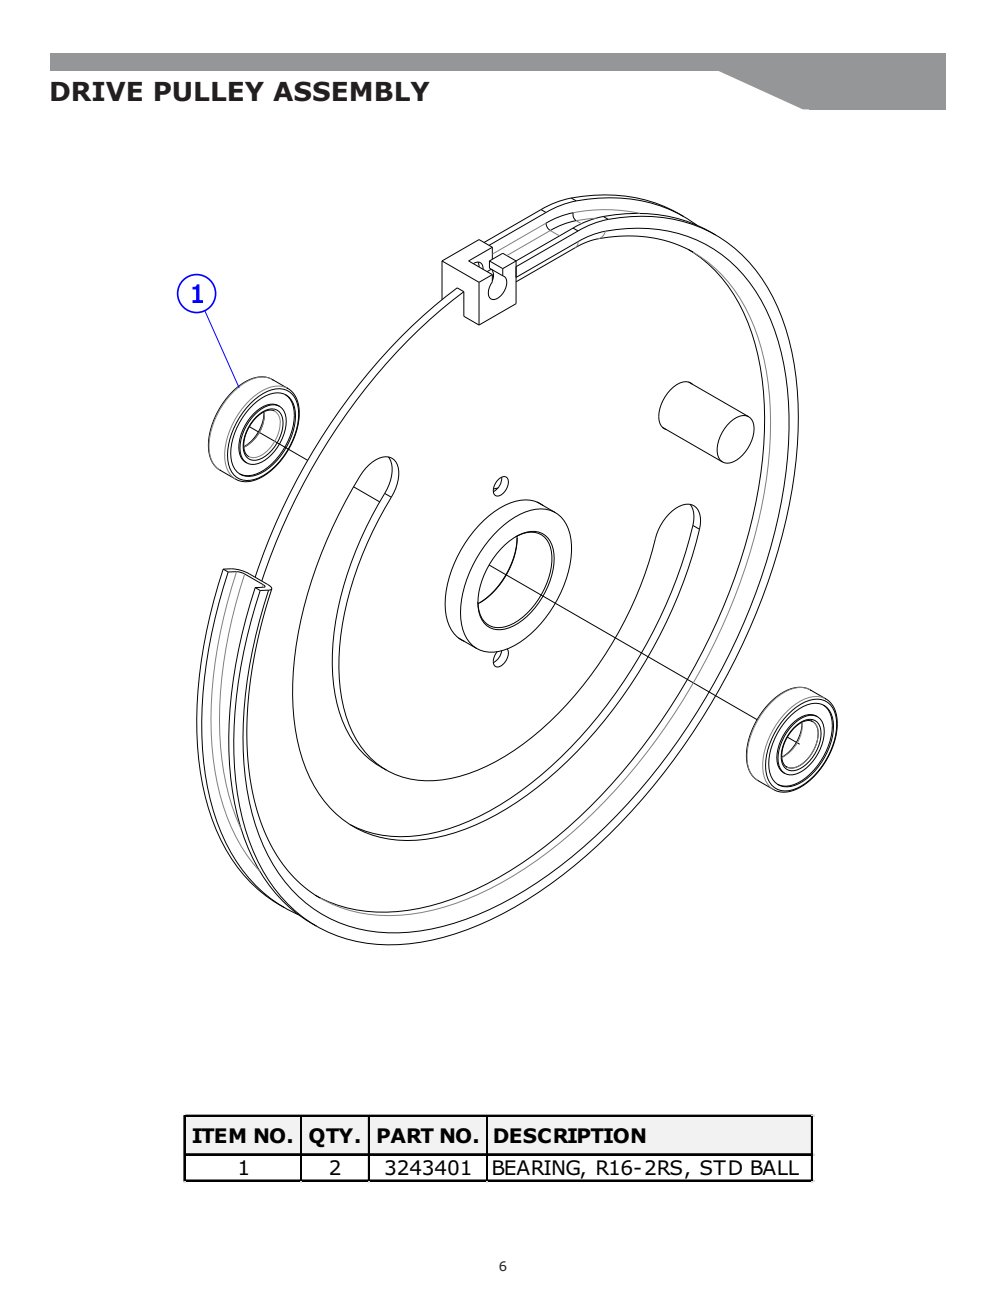 DRIVE PULLEY ASSEMBLY
1
ITEM NO. QTY. PART NO. DESCRIPTION
1 2 3243401 BEARING, R16-2RS, STD BALL
6